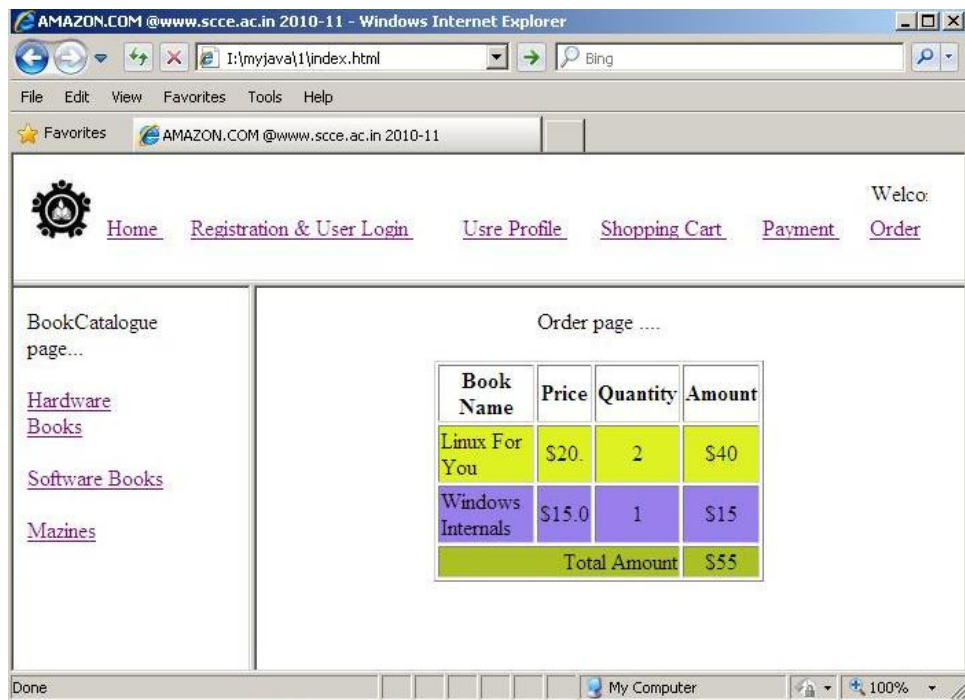 AMAZON.COM @www.scce.ac.in 2010-11 - Windows Internet Explorer
I:\myjava\1\index.html
Bing
File Edit View Favorites Tools Help
Favorites
AMAZON.COM @www.scce.ac.in 2010-11
Welco
Home Registration & User Login Usre Profile Shopping Cart Payment Order
BookCatalogue
page...
Hardware
Books
Software Books
Mazines
Order page ....
Book
Name Price Quantity Amount
Linux For
You $20. 2 $40
Windows
Internals $15.0 1 $15
Total Amount $55
Done My Computer 100%